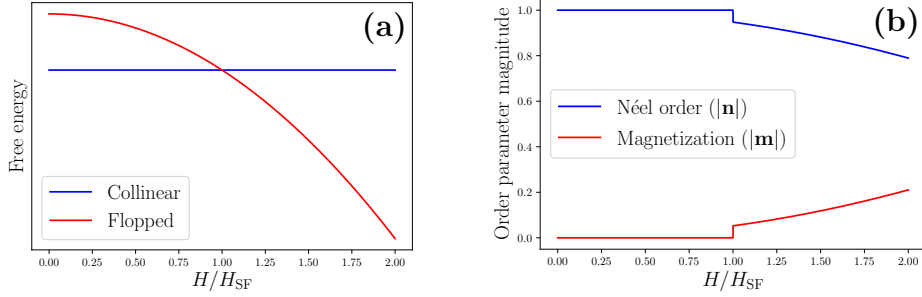 (a)
Free energy
Collinear
Flopped
0.00 0.25 0.50 0.75 1.00 1.25 1.50 1.75 2.00
H/H_SF
(b)
Order parameter magnitude
1.0
0.8
0.6
0.4
0.2
0.0
Néel order (|n|)
Magnetization (|m|)
0.00 0.25 0.50 0.75 1.00 1.25 1.50 1.75 2.00
H/H_SF